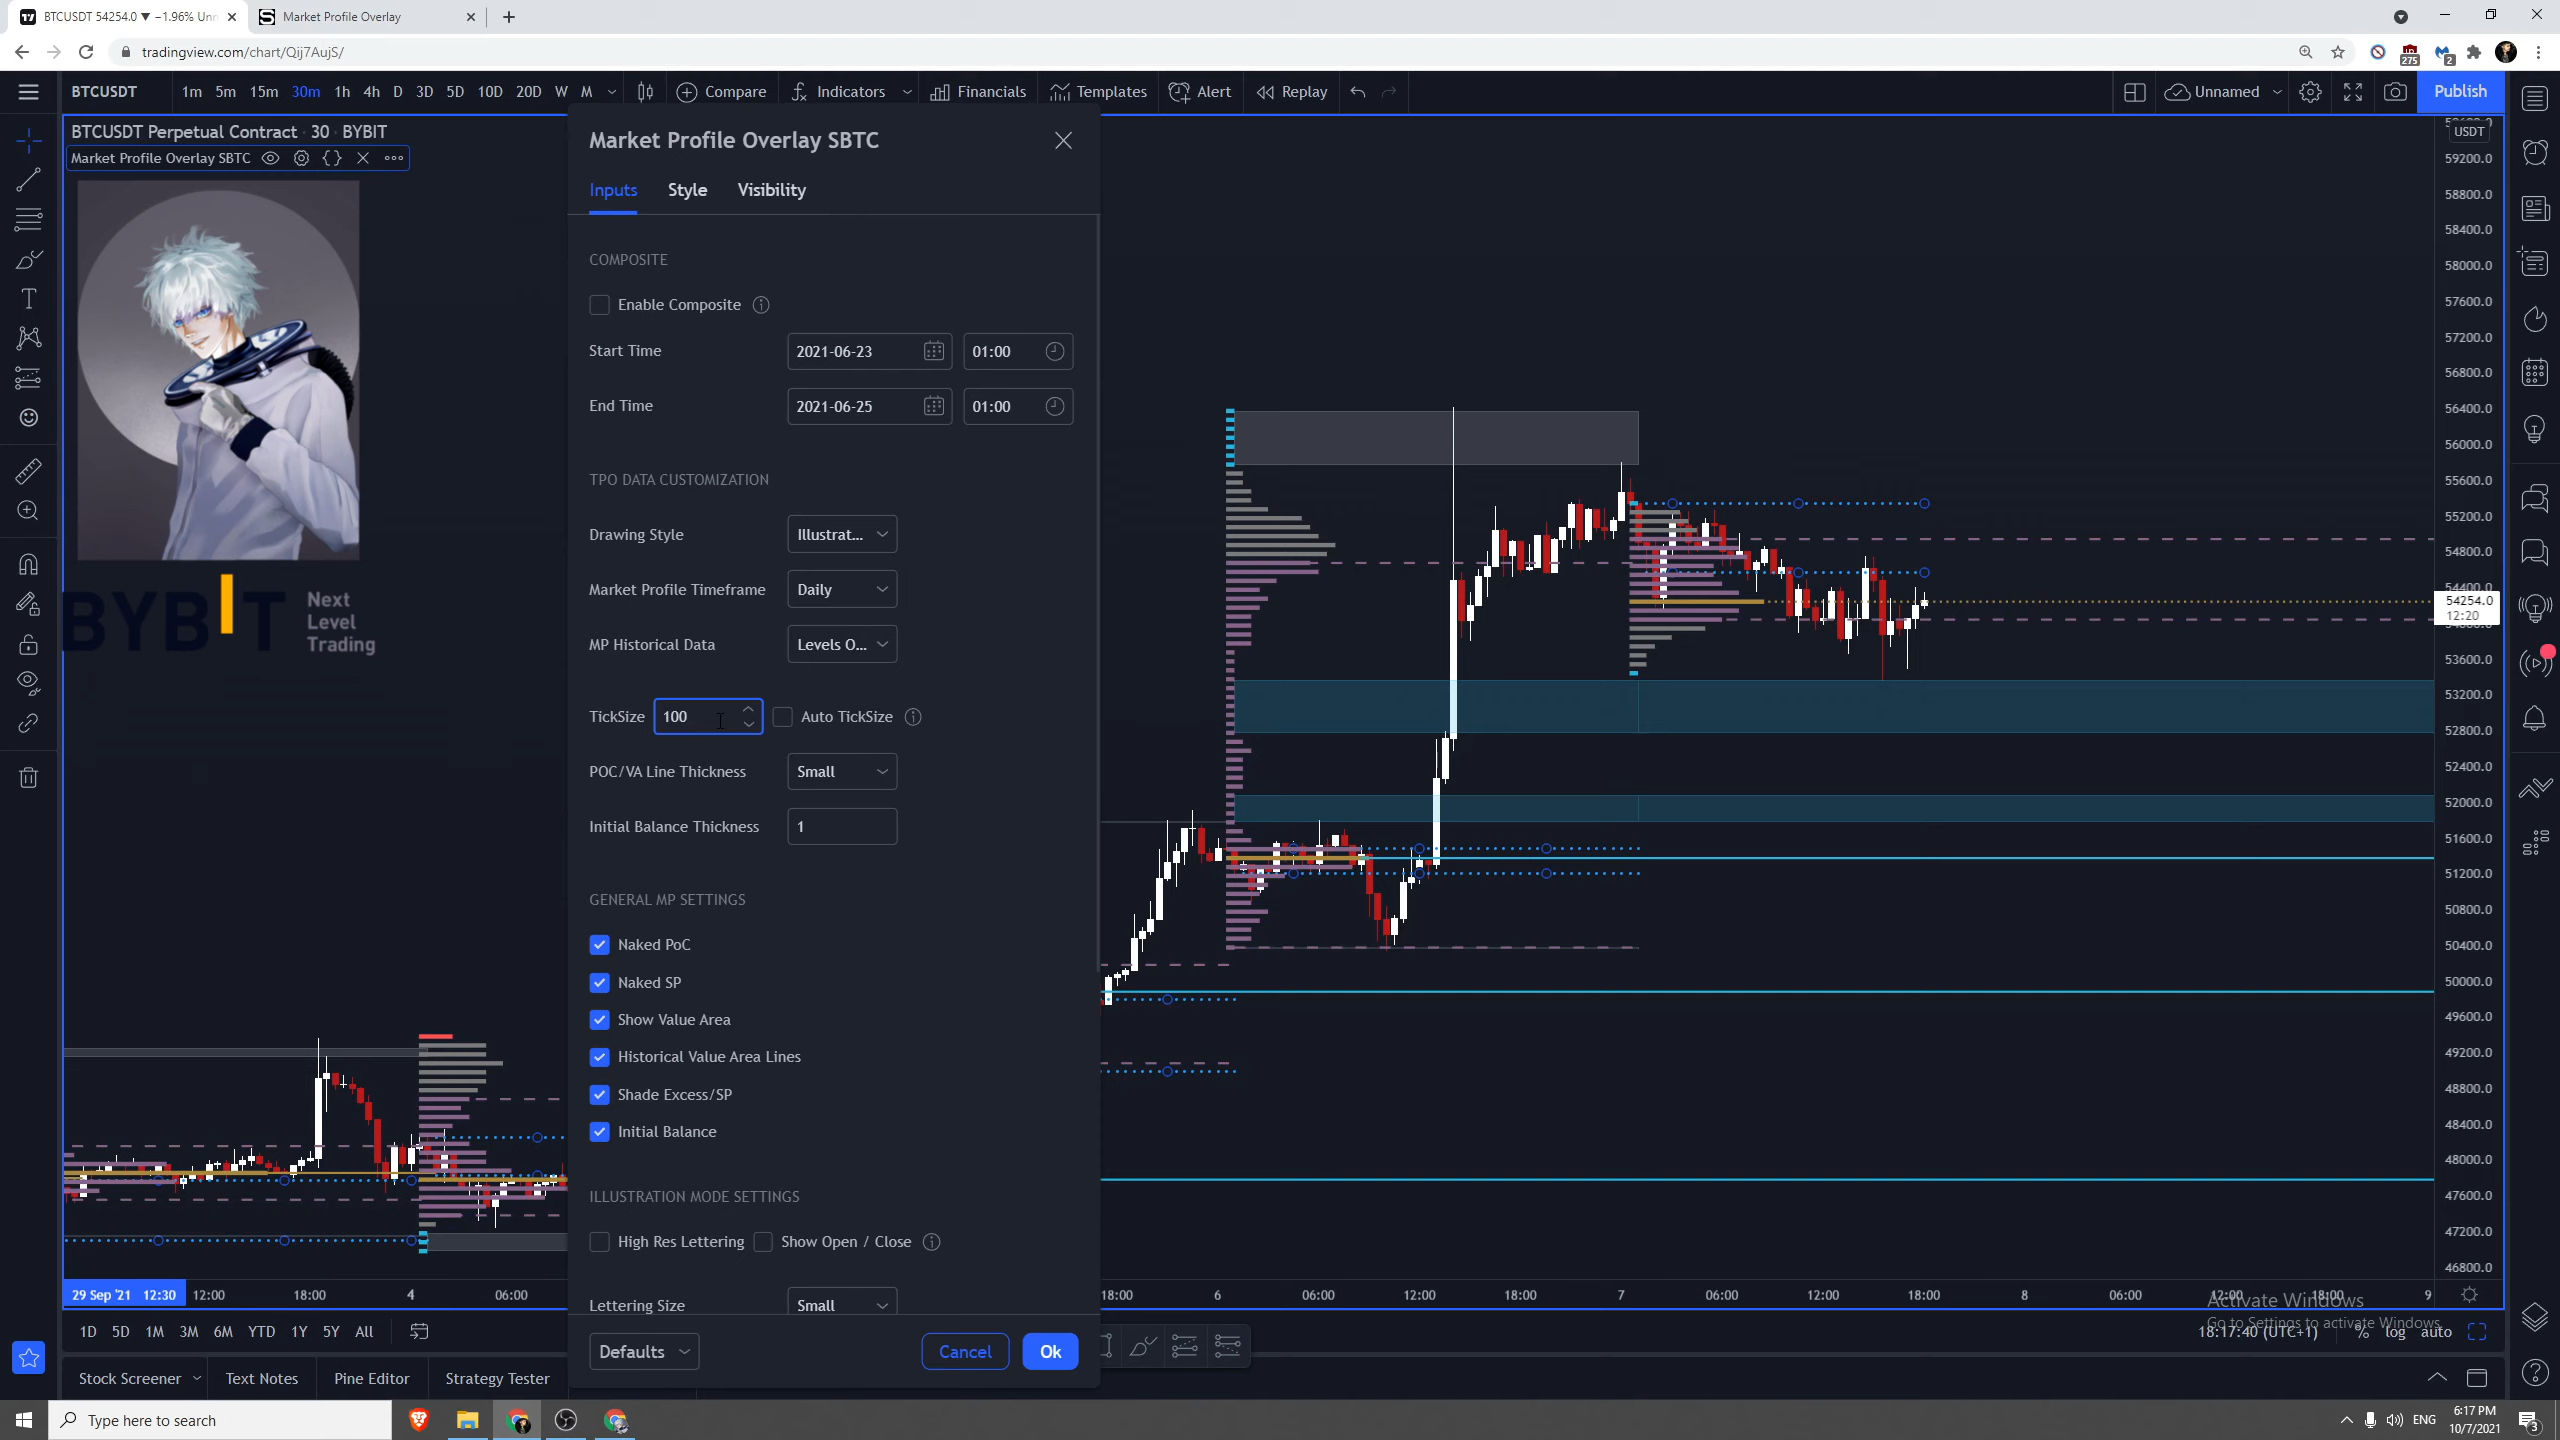 BTCUSDT 54254.0 ▼ −1.96% Unn
Market Profile Overlay
tradingview.com/chart/Qij7AujS/
275
2
BTCUSDT
1m 5m 15m 30m 1h 4h D 3D 5D 10D 20D W M
Compare
Indicators
Financials
Templates
Alert
Replay
Unnamed
Publish
BTCUSDT Perpetual Contract · 30 · BYBIT
Market Profile Overlay SBTC
BYBIT
Next
Level
Trading
Market Profile Overlay SBTC
Inputs Style Visibility
COMPOSITE
Enable Composite
Start Time 2021-06-23 01:00
End Time 2021-06-25 01:00
TPO DATA CUSTOMIZATION
Drawing Style Illustrat...
Market Profile Timeframe Daily
MP Historical Data Levels O...
TickSize 100 Auto TickSize
POC/VA Line Thickness Small
Initial Balance Thickness 1
GENERAL MP SETTINGS
Naked PoC
Naked SP
Show Value Area
Historical Value Area Lines
Shade Excess/SP
Initial Balance
ILLUSTRATION MODE SETTINGS
High Res Lettering Show Open / Close
Lettering Size Small
Defaults Cancel Ok
USDT
59200.0
58800.0
58400.0
58000.0
57600.0
57200.0
56800.0
56400.0
56000.0
55600.0
55200.0
54800.0
54400.0
54254.0
12:20
53600.0
53200.0
52800.0
52400.0
52000.0
51600.0
51200.0
50800.0
50400.0
50000.0
49600.0
49200.0
48800.0
48400.0
48000.0
47600.0
47200.0
46800.0
29 Sep '21 12:30 12:00 18:00 4 06:00 18:00 6 06:00 12:00 18:00 7 06:00 12:00 18:00 8 06:00 12:00 18:00 9
Activate Windows
Go to Settings to activate Windows.
1D 5D 1M 3M 6M YTD 1Y 5Y All
18:17:40 (UTC+1) % log auto
Stock Screener Text Notes Pine Editor Strategy Tester
Type here to search
ENG
6:17 PM
10/7/2021
3